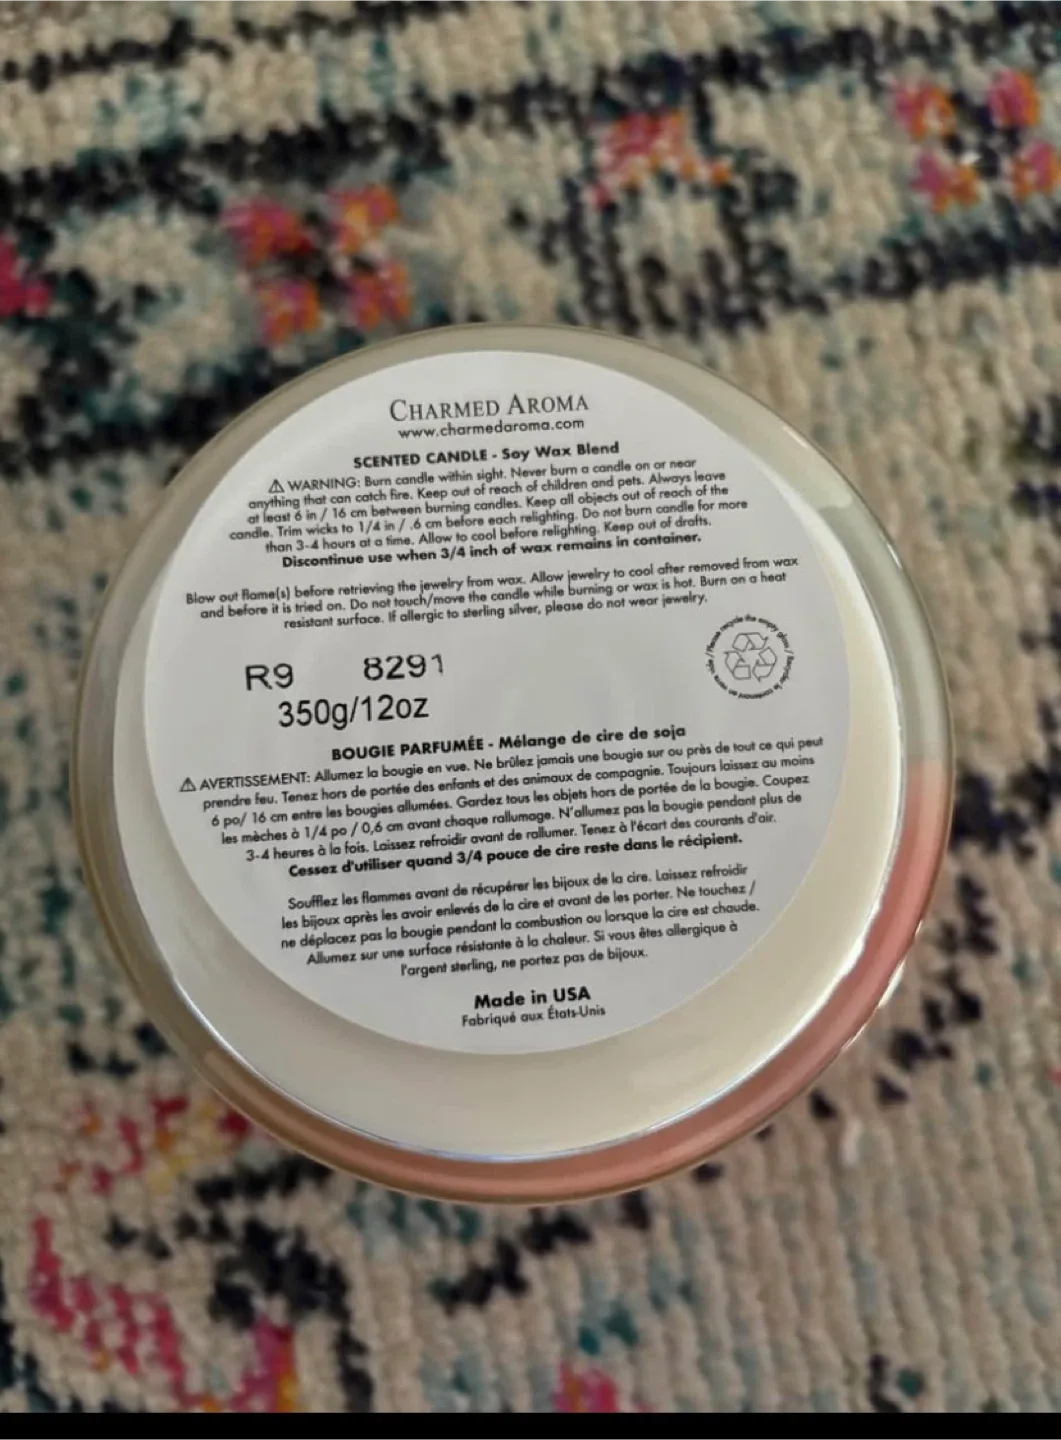 CHARMED AROMA
www.charmedaroma.com
SCENTED CANDLE - Soy Wax Blend
⚠ WARNING: Burn candle within sight. Never burn a candle on or near
anything that can catch fire. Keep out of reach of children and pets. Always leave
at least 6 in / 16 cm between burning candles. Keep all objects out of reach of the
candle. Trim wicks to 1/4 in / .6 cm before each relighting. Do not burn candle for more
than 3-4 hours at a time. Allow to cool before relighting. Keep out of drafts.
Discontinue use when 3/4 inch of wax remains in container.
Blow out flame(s) before retrieving the jewelry from wax. Allow jewelry to cool after removed from wax
and before it is tried on. Do not touch/move the candle while burning or wax is hot. Burn on a heat
resistant surface. If allergic to sterling silver, please do not wear jewelry.
Please recycle the empty glass / Recycler le contenant en verre vide /
R9 8291
350g/12oz
BOUGIE PARFUMÉE - Mélange de cire de soja
⚠ AVERTISSEMENT: Allumez la bougie en vue. Ne brûlez jamais une bougie sur ou près de tout ce qui peut
prendre feu. Tenez hors de portée des enfants et des animaux de compagnie. Toujours laissez au moins
6 po/ 16 cm entre les bougies allumées. Gardez tous les objets hors de portée de la bougie. Coupez
les mèches à 1/4 po / 0,6 cm avant chaque rallumage. N'allumez pas la bougie pendant plus de
3-4 heures à la fois. Laissez refroidir avant de rallumer. Tenez à l'écart des courants d'air.
Cessez d'utiliser quand 3/4 pouce de cire reste dans le récipient.
Soufflez les flammes avant de récupérer les bijoux de la cire. Laissez refroidir
les bijoux après les avoir enlevés de la cire et avant de les porter. Ne touchez /
ne déplacez pas la bougie pendant la combustion ou lorsque la cire est chaude.
Allumez sur une surface résistante à la chaleur. Si vous êtes allergique à
l'argent sterling, ne portez pas de bijoux.
Made in USA
Fabriqué aux États-Unis